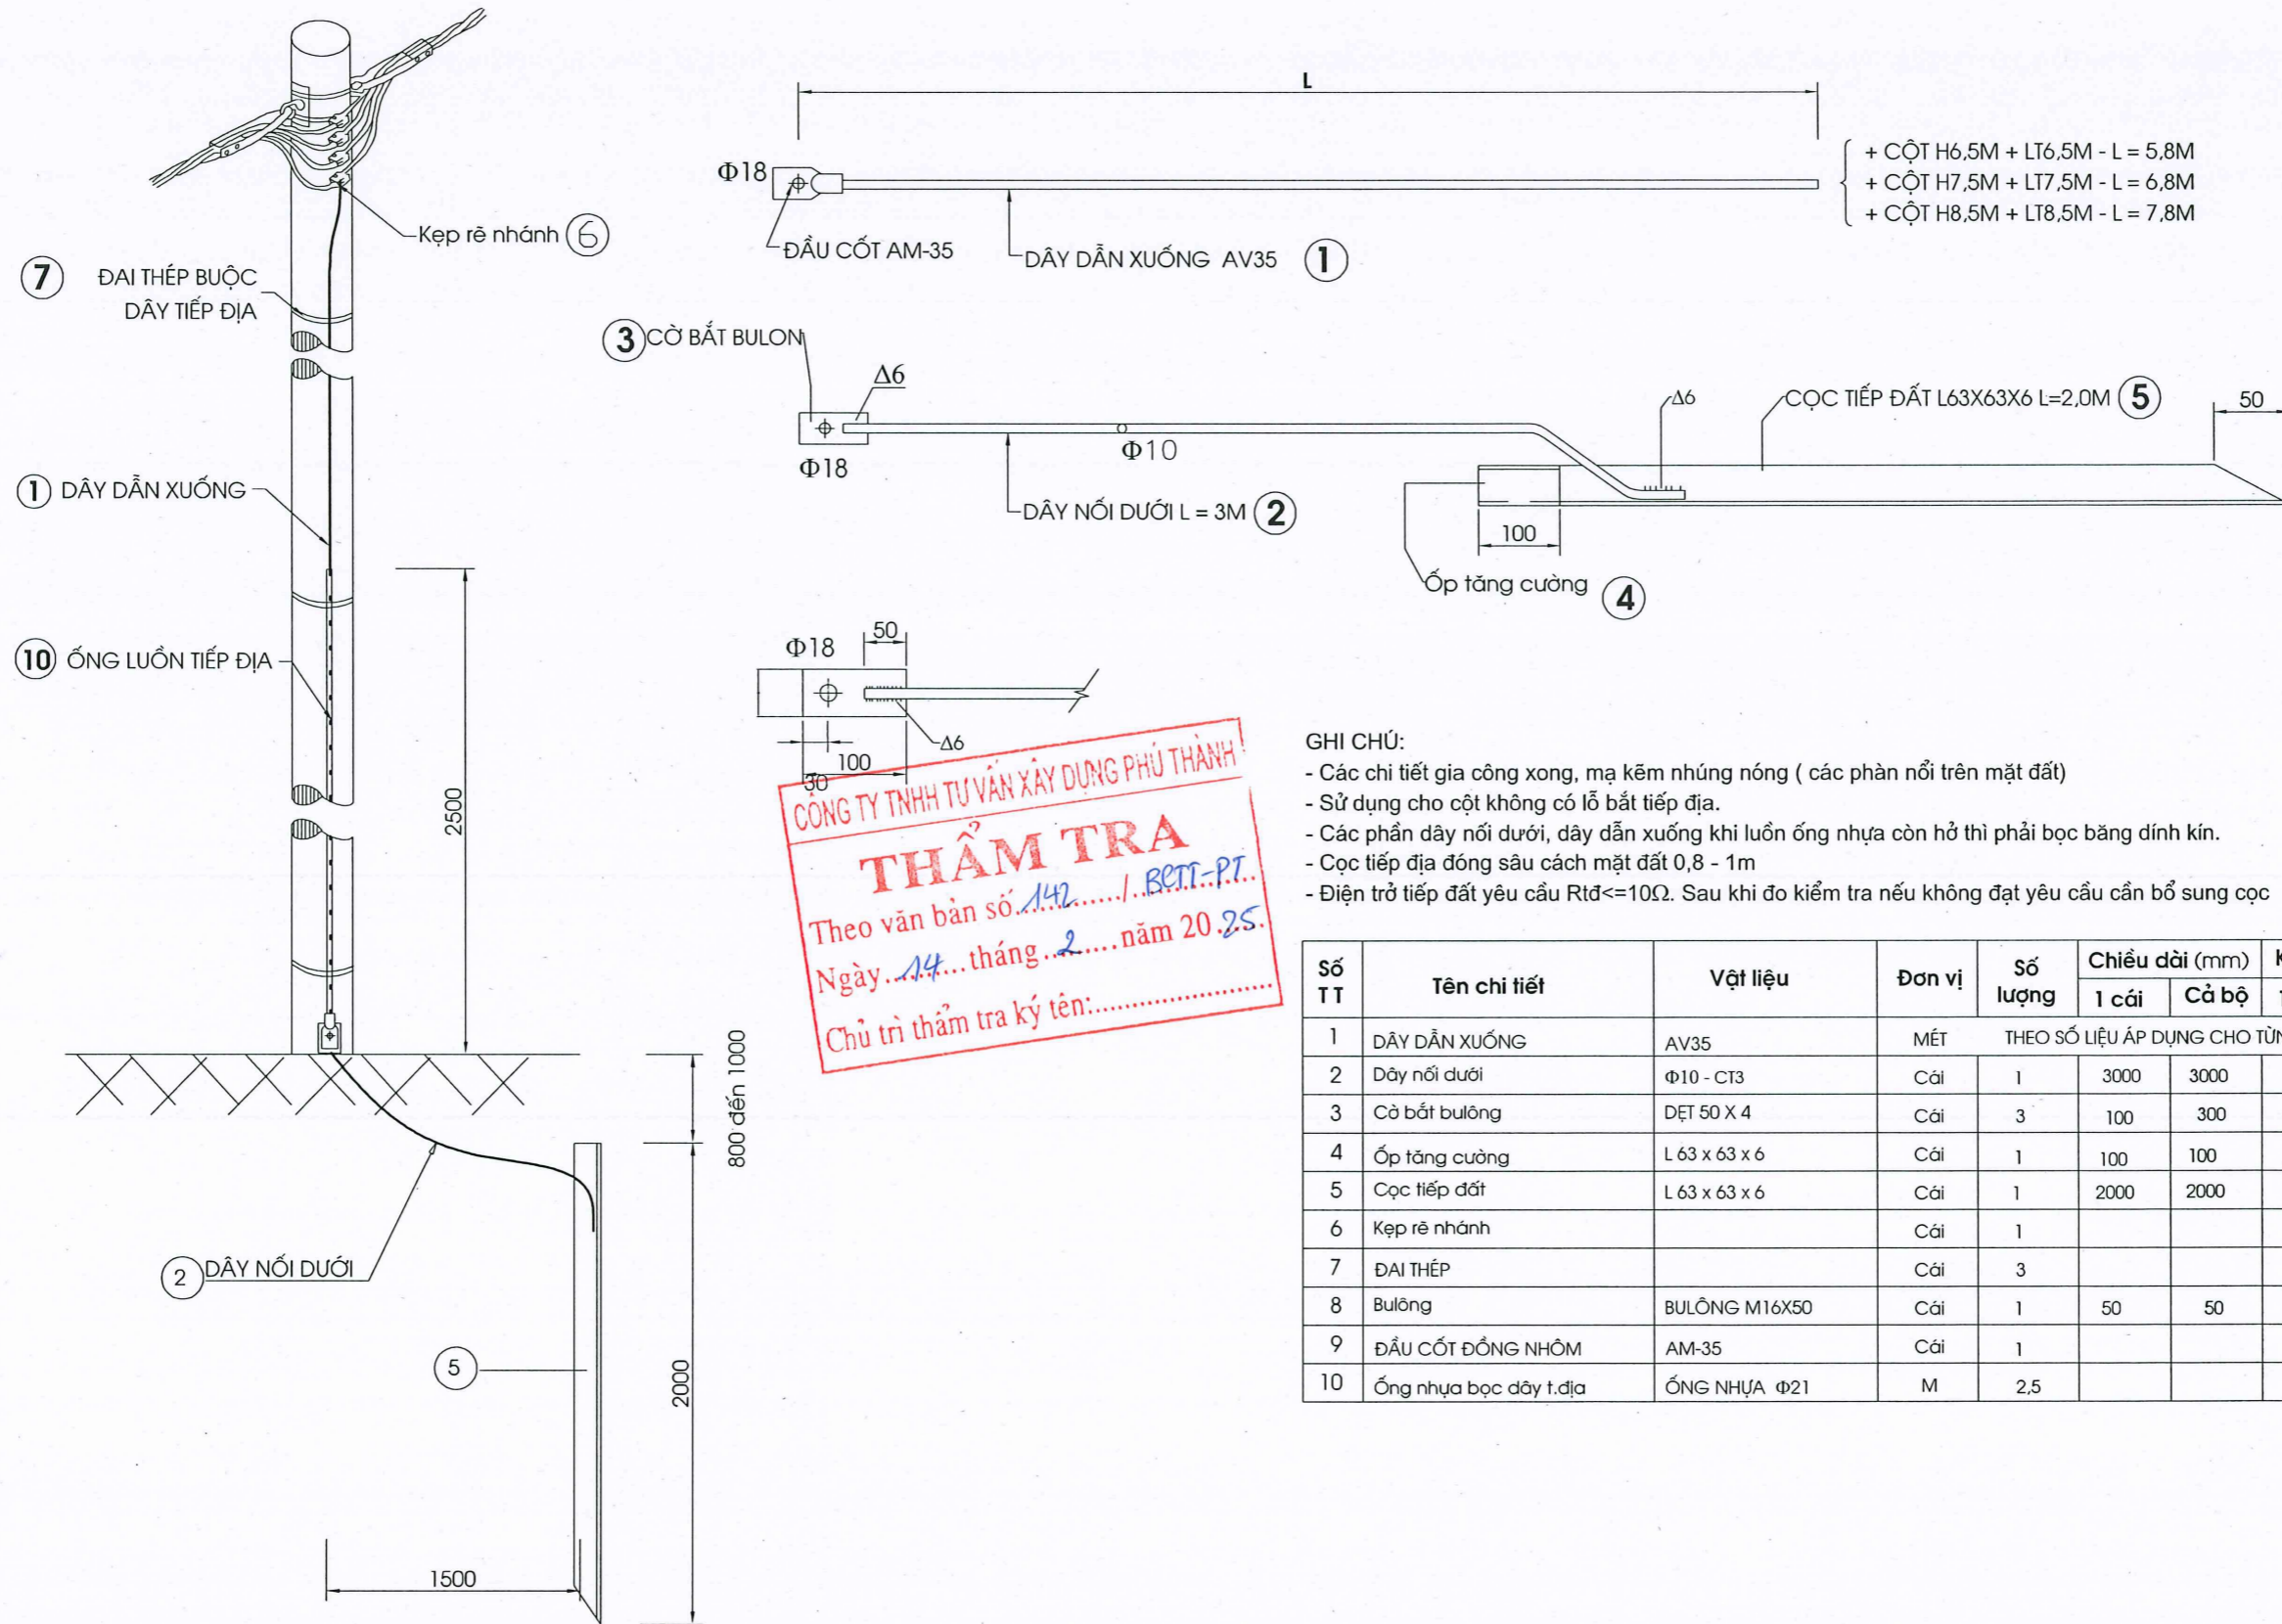 L
Φ18
ĐẦU CỐT AM-35
DÂY DẪN XUỐNG AV35 1
+ CỘT H6,5M + LT6,5M - L = 5,8M
+ CỘT H7,5M + LT7,5M - L = 6,8M
+ CỘT H8,5M + LT8,5M - L = 7,8M
Kẹp rẽ nhánh 6
7 ĐAI THÉP BUỘC
DÂY TIẾP ĐỊA
3 CỜ BẮT BULON
Δ6
Φ18
Φ10
DÂY NỐI DƯỚI L = 3M 2
Δ6
CỌC TIẾP ĐẤT L63X63X6 L=2,0M 5
50
100
Ốp tăng cường 4
1 DÂY DẪN XUỐNG
10 ỐNG LUỒN TIẾP ĐỊA
2500
Φ18
50
Δ6
100
30
CÔNG TY TNHH TƯ VẤN XÂY DỰNG PHÚ THÀNH
THẨM TRA
Theo văn bản số 142 / BCTT-PT
Ngày 14 tháng 2 năm 2025
Chủ trì thẩm tra ký tên:
GHI CHÚ:
- Các chi tiết gia công xong, mạ kẽm nhúng nóng ( các phàn nổi trên mặt đất)
- Sử dụng cho cột không có lỗ bắt tiếp địa.
- Các phần dây nối dưới, dây dẫn xuống khi luồn ống nhựa còn hở thì phải bọc băng dính kín.
- Cọc tiếp địa đóng sâu cách mặt đất 0,8 - 1m
- Điện trở tiếp đất yêu cầu Rtđ<=10Ω. Sau khi đo kiểm tra nếu không đạt yêu cầu cần bổ sung cọc
Số TT Tên chi tiết Vật liệu Đơn vị Số lượng Chiều dài (mm)
1 cái Cả bộ
1 DÂY DẪN XUỐNG AV35 MÉT THEO SỐ LIỆU ÁP DỤNG CHO
2 Dây nối dưới Φ10 - CT3 Cái 1 3000 3000
3 Cờ bắt bulông DẸT 50 X 4 Cái 3 100 300
4 Ốp tăng cường L 63 x 63 x 6 Cái 1 100 100
5 Cọc tiếp đất L 63 x 63 x 6 Cái 1 2000 2000
6 Kẹp rẽ nhánh Cái 1
7 ĐAI THÉP Cái 3
8 Bulông BULÔNG M16X50 Cái 1 50 50
9 ĐẦU CỐT ĐỒNG NHÔM AM-35 Cái 1
10 Ống nhựa bọc dây t.địa ỐNG NHỰA Φ21 M 2,5
800 đến 1000
2 DÂY NỐI DƯỚI
5
2000
1500